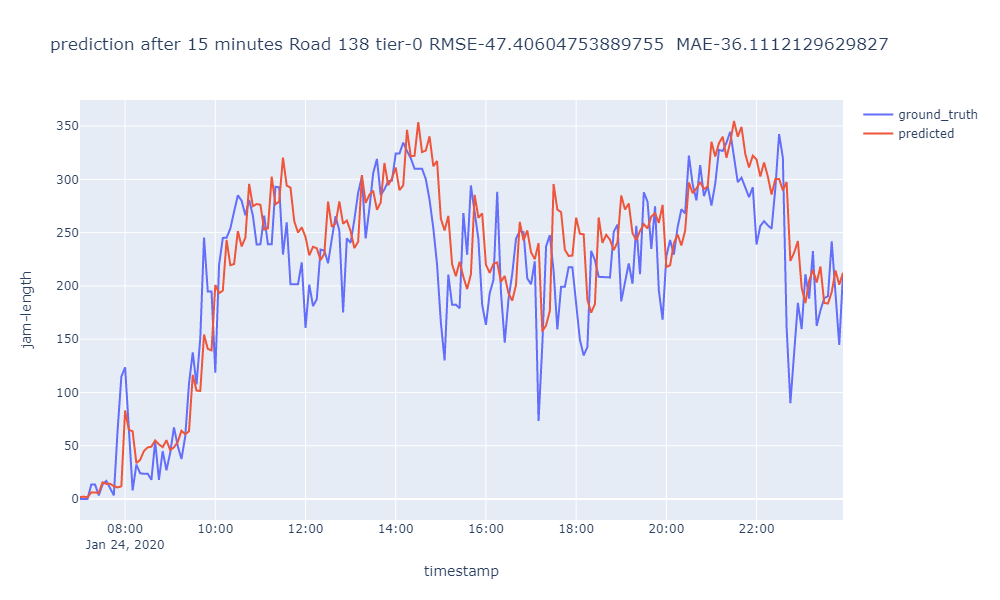 prediction after 15 minutes Road 138 tier-0 RMSE-47.40604753889755  MAE-36.1112129629827
ground_truth
predicted
jam-length
350
300
250
200
150
100
50
0
08:00
10:00
12:00
14:00
16:00
18:00
20:00
22:00
Jan 24, 2020
timestamp